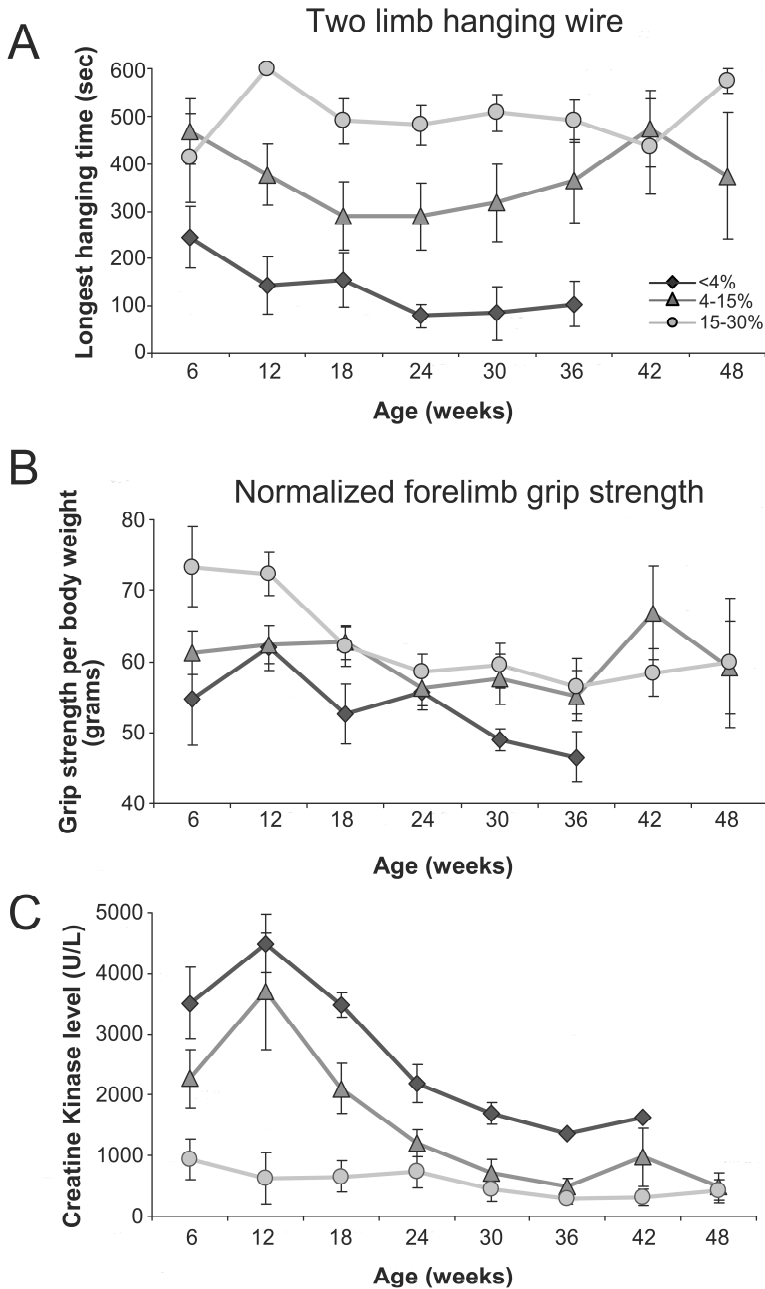 A
Two limb hanging wire
Longest hanging time (sec)
600
500
400
300
200
100
0
<4%
4-15%
15-30%
6 12 18 24 30 36 42 48
Age (weeks)
B
Normalized forelimb grip strength
Grip strength per body weight
(grams)
80
70
60
50
40
6 12 18 24 30 36 42 48
Age (weeks)
C
Creatine Kinase level (U/L)
5000
4000
3000
2000
1000
0
6 12 18 24 30 36 42 48
Age (weeks)